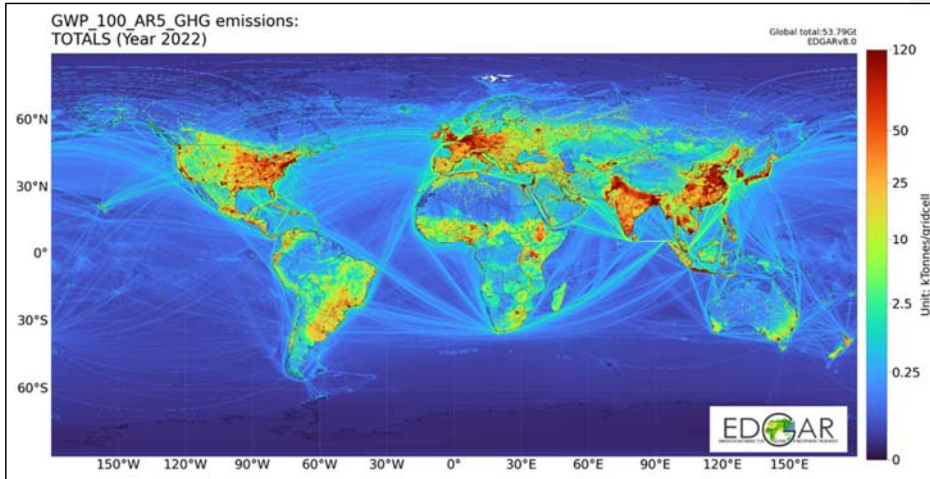 GWP_100_AR5_GHG emissions:
TOTALS (Year 2022)
Global total:53.79Gt
EDGARv8.0
120
50
25
10
2.5
0.25
0
Unit: kTonnes/gridcell
60°N
30°N
0°
30°S
60°S
150°W 120°W 90°W 60°W 30°W 0° 30°E 60°E 90°E 120°E 150°E
EDGAR